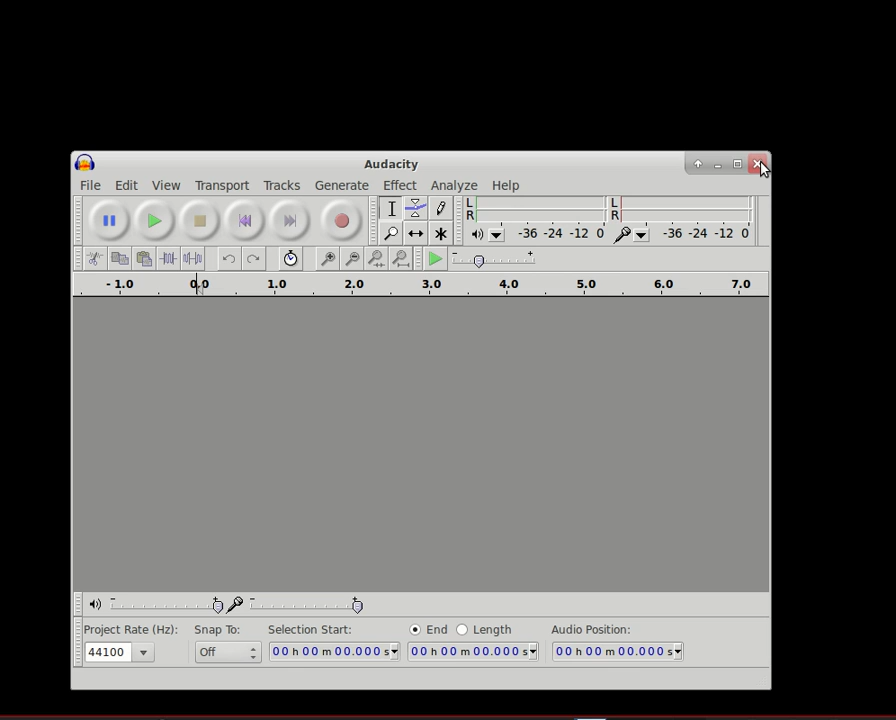 Audacity
File Edit View Transport Tracks Generate Effect Analyze Help
L L
R R
-36 -24 -12 0 -36 -24 -12 0
- +
- 1.0 0.0 1.0 2.0 3.0 4.0 5.0 6.0 7.0
- + - +
Project Rate (Hz): Snap To: Selection Start: End Length Audio Position:
44100 Off 00 h 00 m 00.000 s 00 h 00 m 00.000 s 00 h 00 m 00.000 s